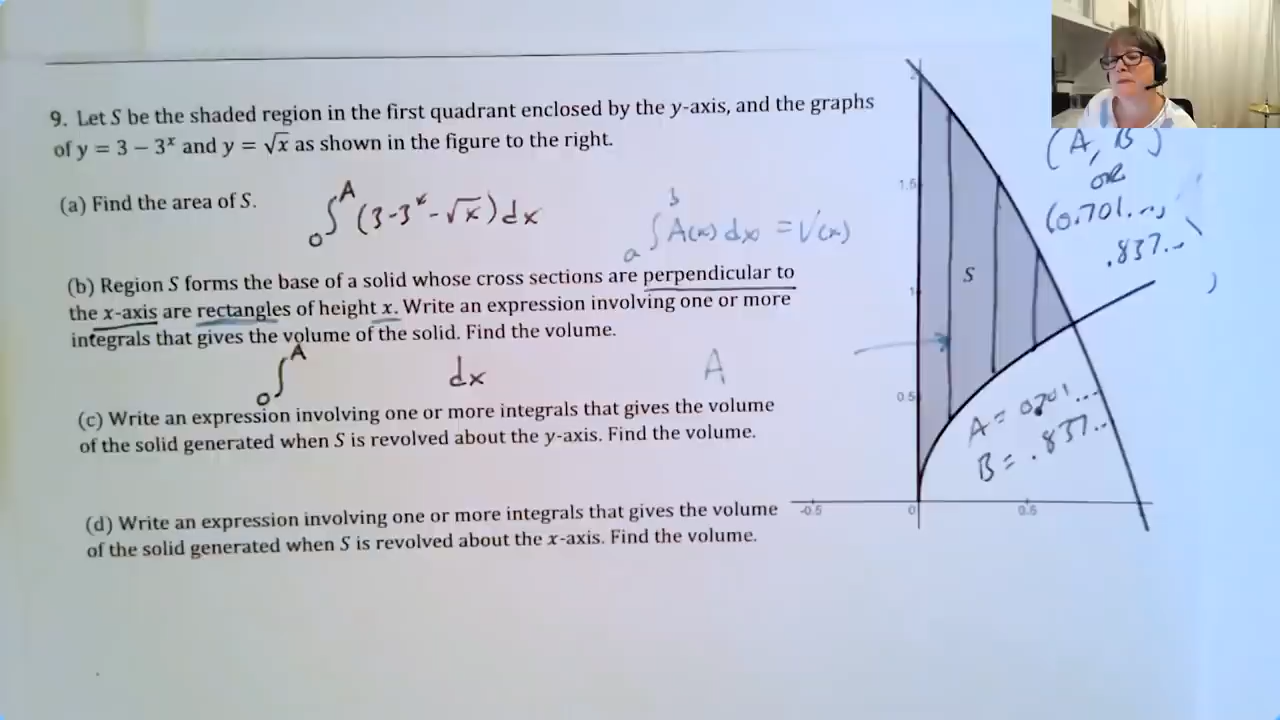 9. Let S be the shaded region in the first quadrant enclosed by the y-axis, and the graphs
of y = 3 − 3ˣ and y = √x as shown in the figure to the right.
(a) Find the area of S.
∫₀ᴬ (3-3ˣ-√x)dx
A(x) dx = V(x)
(b) Region S forms the base of a solid whose cross sections are perpendicular to
the x-axis are rectangles of height x. Write an expression involving one or more
integrals that gives the volume of the solid. Find the volume.
∫₀ᴬ dx
A
(c) Write an expression involving one or more integrals that gives the volume
of the solid generated when S is revolved about the y-axis. Find the volume.
(d) Write an expression involving one or more integrals that gives the volume
of the solid generated when S is revolved about the x-axis. Find the volume.
1.5
1
0.5
S
-0.5
0
0.5
(A, B)
OR
(0.701...,
.837...
)
A = 0.701...
B = .837..